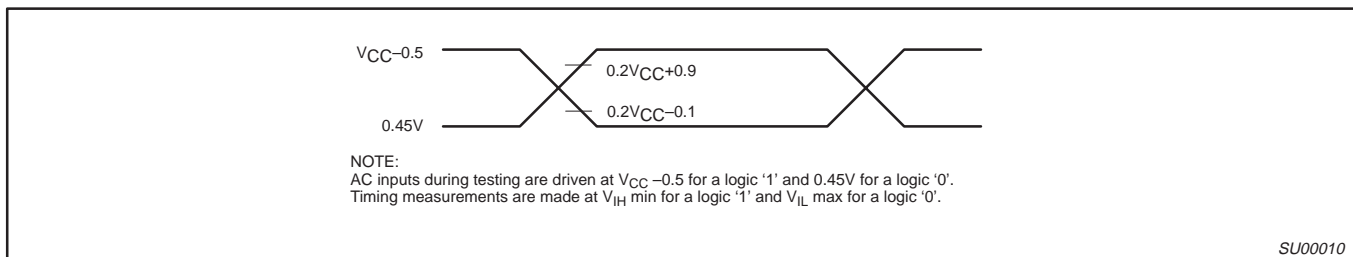 VCC–0.5
0.2VCC+0.9
0.2VCC–0.1
0.45V
NOTE:
AC inputs during testing are driven at VCC –0.5 for a logic ‘1’ and 0.45V for a logic ‘0’.
Timing measurements are made at VIH min for a logic ‘1’ and VIL max for a logic ‘0’.
SU00010